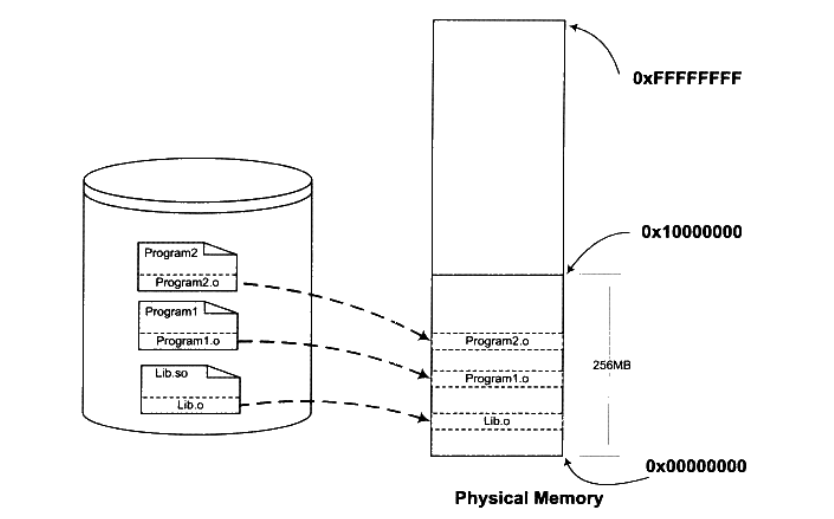 0xFFFFFFFF
0x10000000
Program2
Program2.o
Program1
Program1.o
Lib.so
Lib.o
Program2.o
Program1.o
Lib.o
256MB
0x00000000
Physical Memory